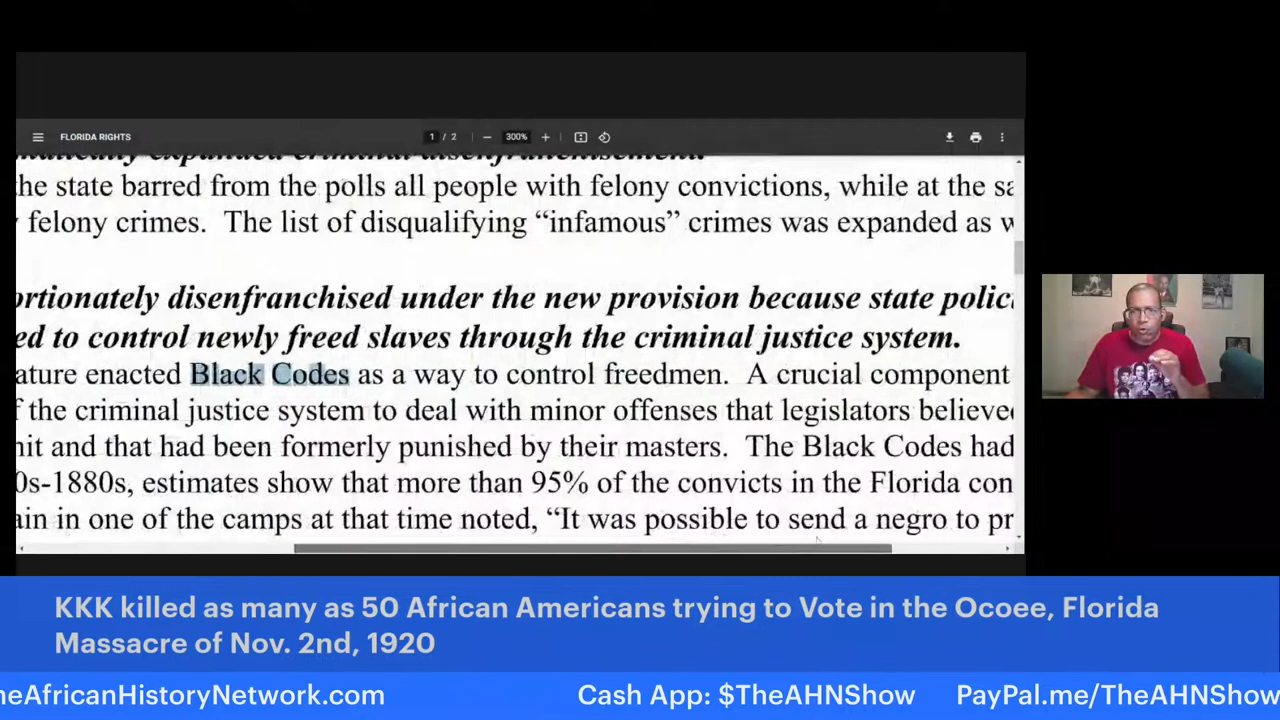 FLORIDA RIGHTS
1 / 2
300%
expanded criminal disenfranchisement.
the state barred from the polls all people with felony convictions, while at the sa
felony crimes. The list of disqualifying “infamous” crimes was expanded as w
ortionately disenfranchised under the new provision because state polic
ed to control newly freed slaves through the criminal justice system.
ature enacted Black Codes as a way to control freedmen. A crucial component
f the criminal justice system to deal with minor offenses that legislators believed
nit and that had been formerly punished by their masters. The Black Codes had
0s-1880s, estimates show that more than 95% of the convicts in the Florida con
ain in one of the camps at that time noted, “It was possible to send a negro to pr
KKK killed as many as 50 African Americans trying to Vote in the Ocoee, Florida
Massacre of Nov. 2nd, 1920
heAfricanHistoryNetwork.com Cash App: $TheAHNShow PayPal.me/TheAHNShow